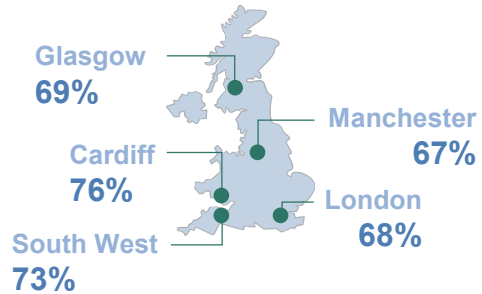 Glasgow
69%
Manchester
67%
Cardiff
76%
London
68%
South West
73%